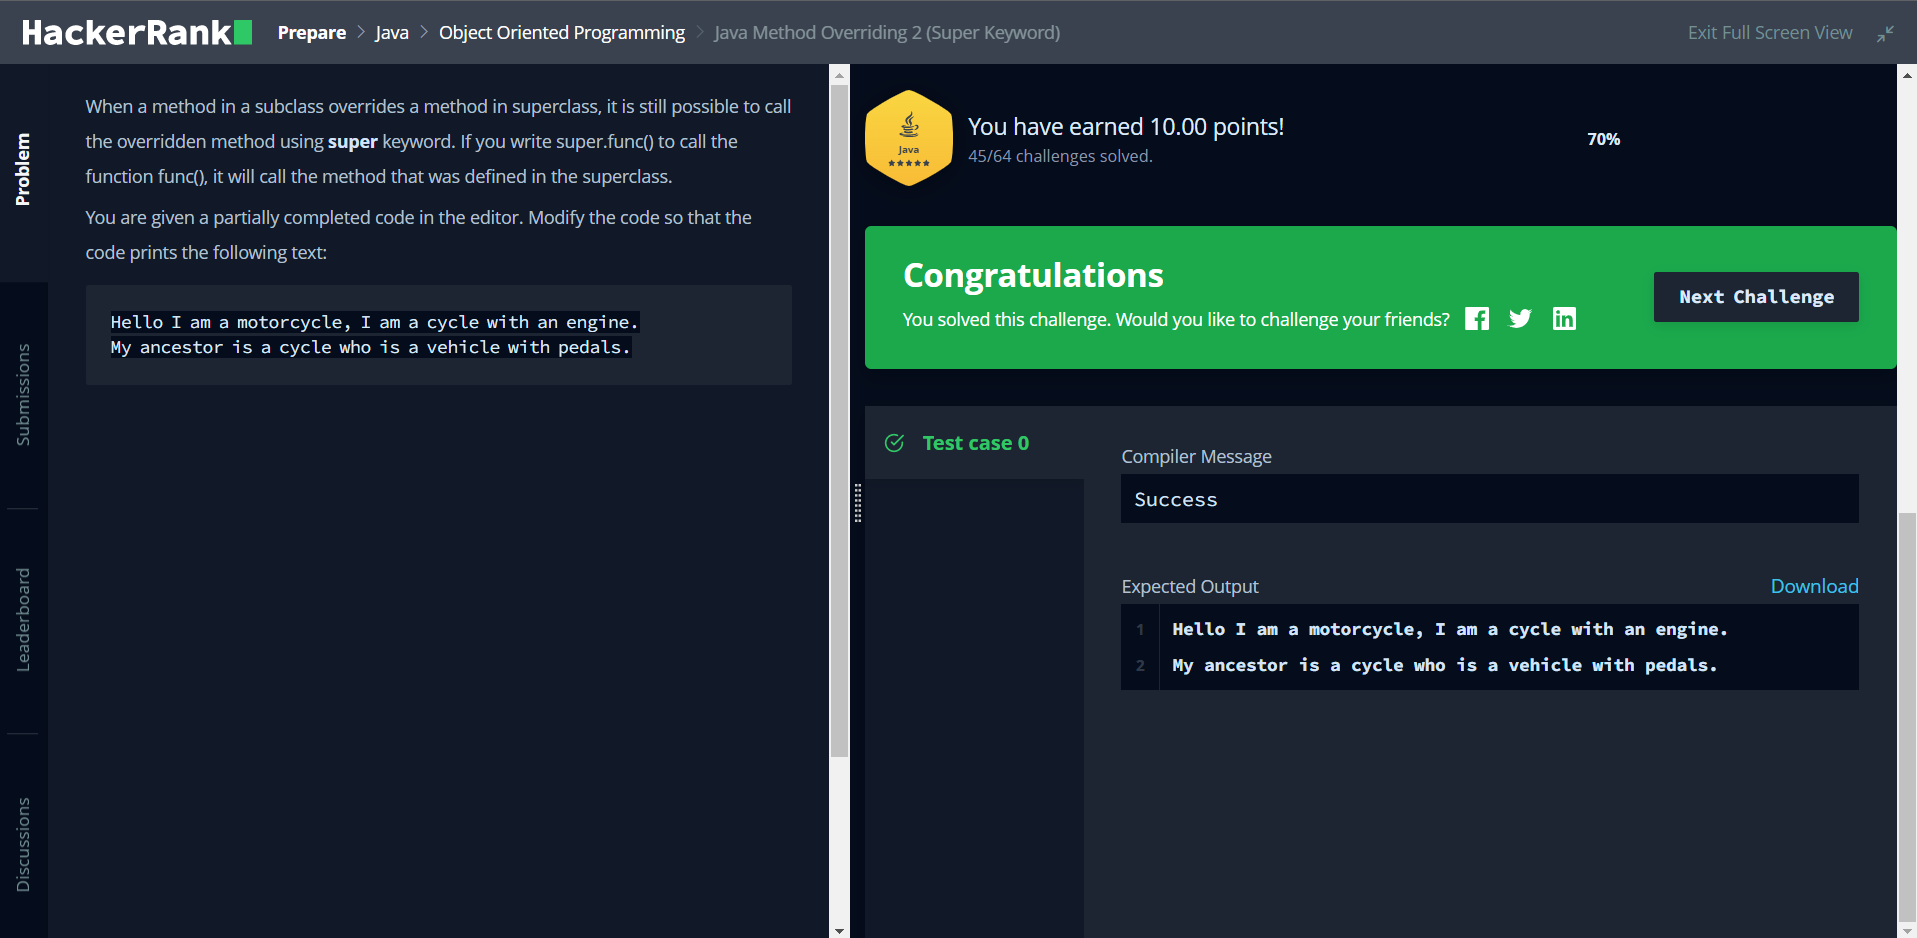 HackerRank
Prepare > Java > Object Oriented Programming > Java Method Overriding 2 (Super Keyword)
Exit Full Screen View
Problem
Submissions
Leaderboard
Discussions
When a method in a subclass overrides a method in superclass, it is still possible to call
the overridden method using super keyword. If you write super.func() to call the
function func(), it will call the method that was defined in the superclass.
You are given a partially completed code in the editor. Modify the code so that the
code prints the following text:
Hello I am a motorcycle, I am a cycle with an engine.
My ancestor is a cycle who is a vehicle with pedals.
Java
You have earned 10.00 points!
45/64 challenges solved.
70%
Congratulations
You solved this challenge. Would you like to challenge your friends?
Next Challenge
Test case 0
Compiler Message
Success
Expected Output
Download
1 Hello I am a motorcycle, I am a cycle with an engine.
2 My ancestor is a cycle who is a vehicle with pedals.